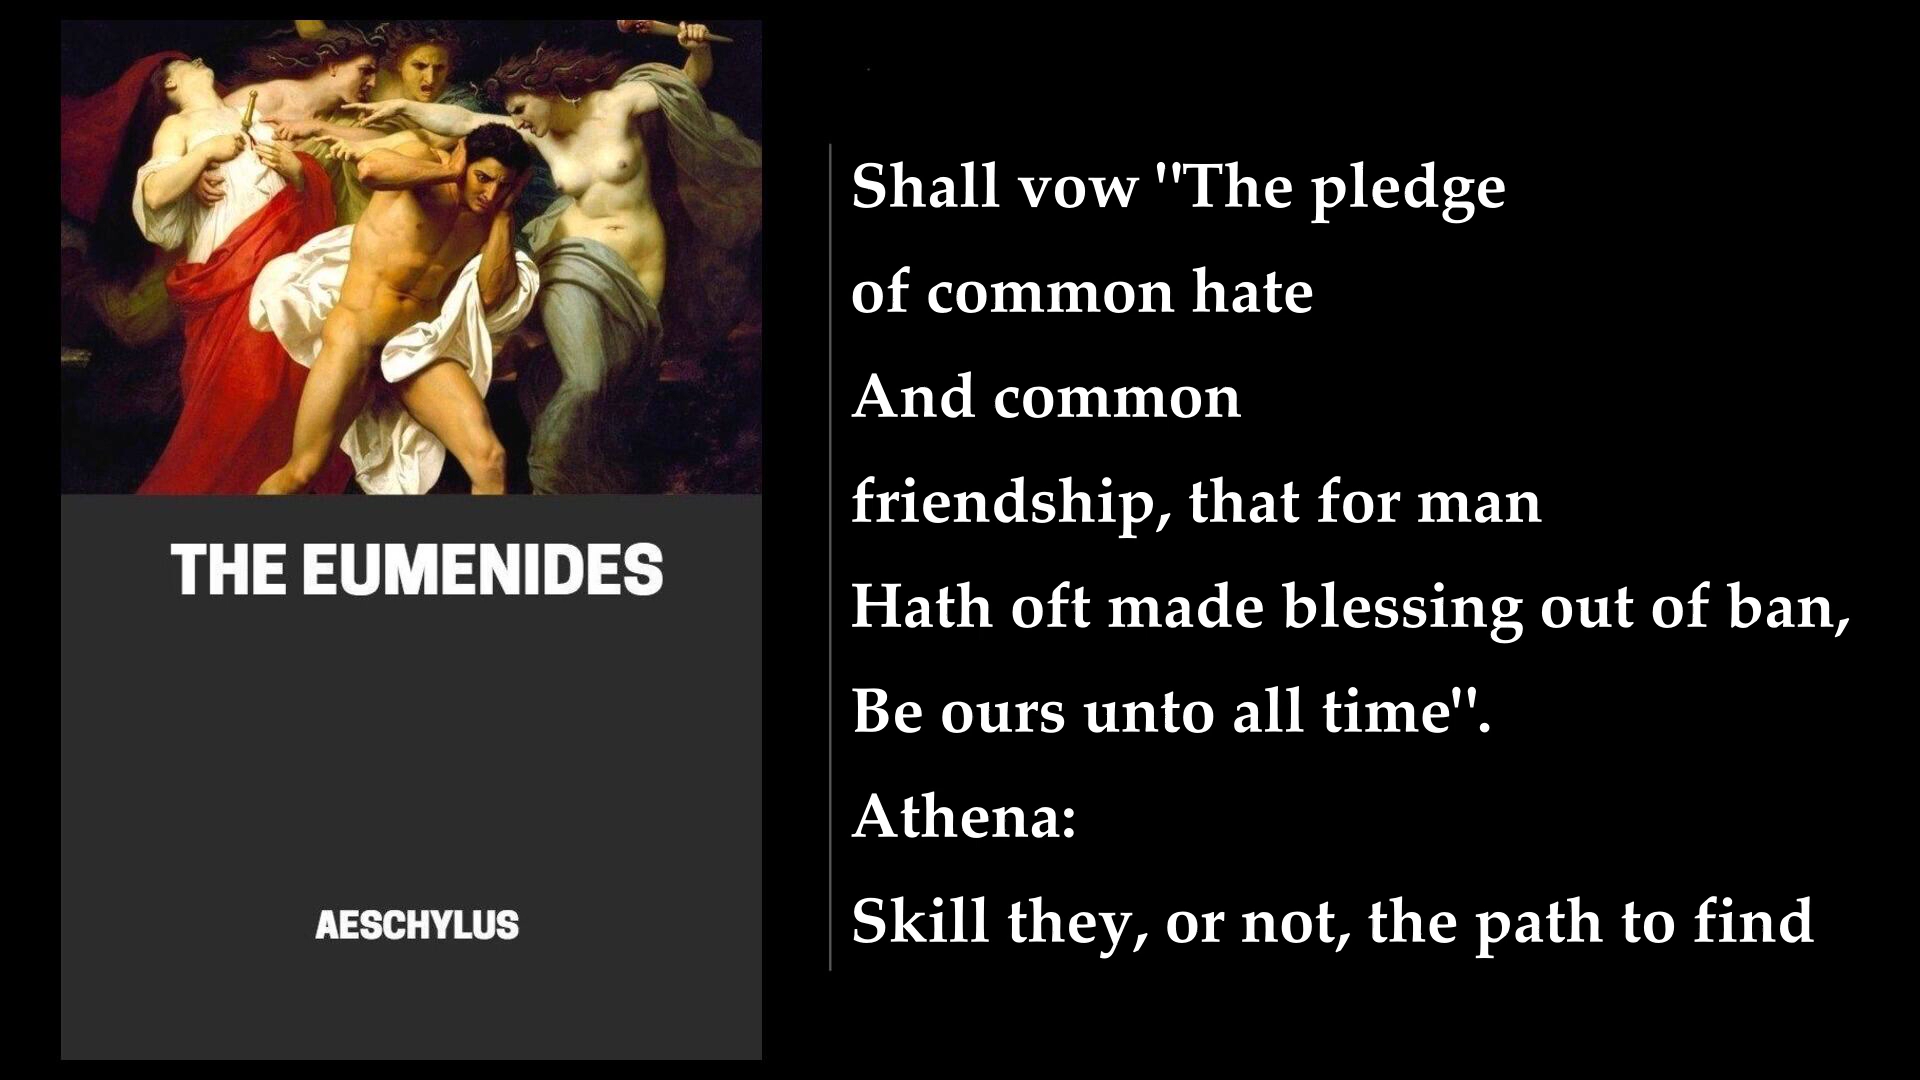 THE EUMENIDES
AESCHYLUS
Shall vow "The pledge
of common hate
And common
friendship, that for man
Hath oft made blessing out of ban,
Be ours unto all time".
Athena:
Skill they, or not, the path to find